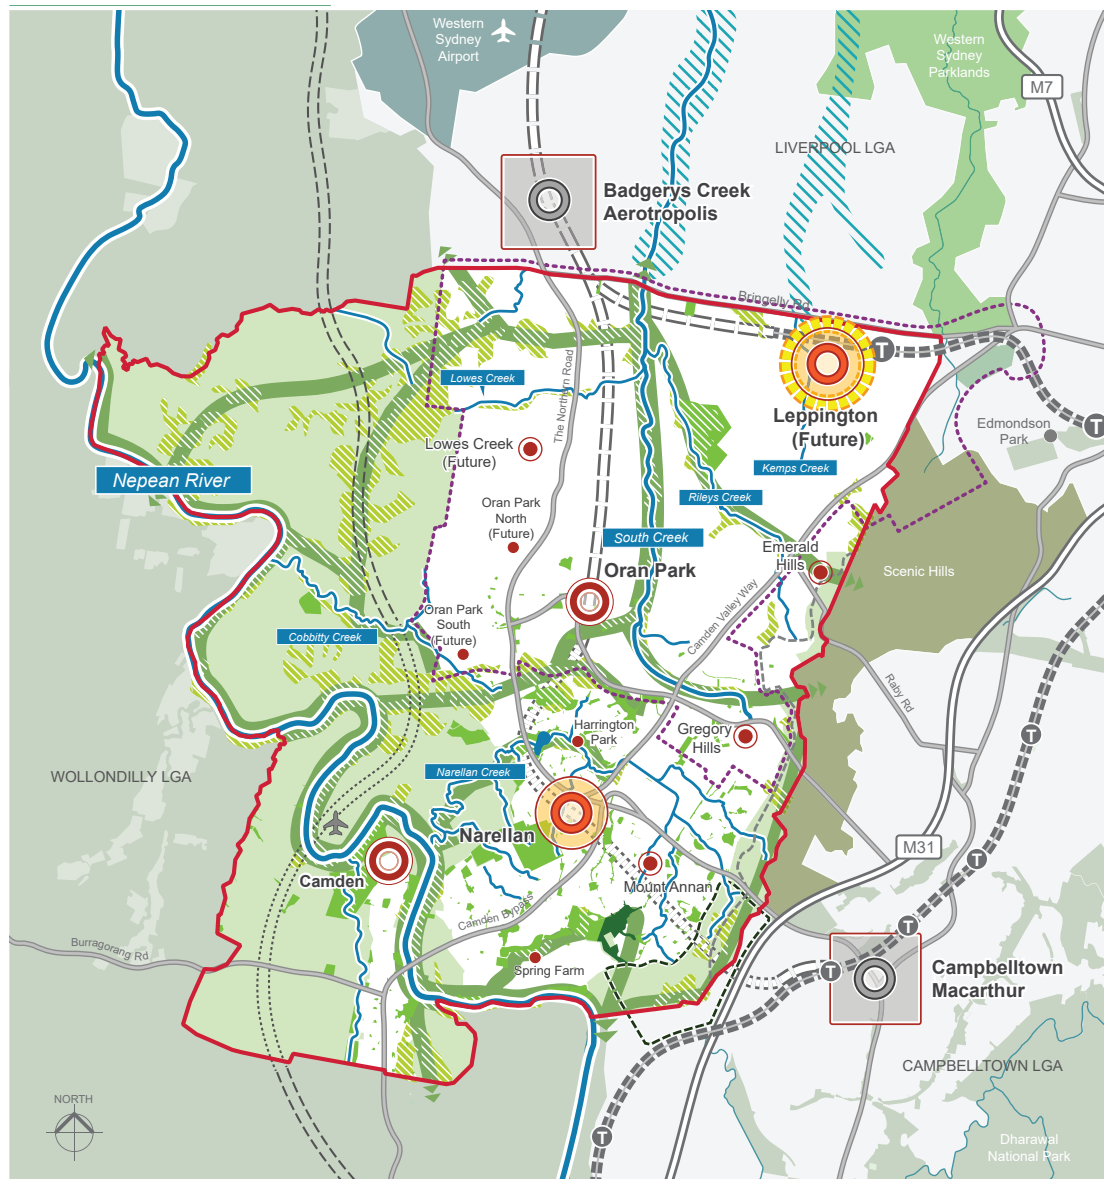 Western
Sydney
Airport
Western
Sydney
Parklands
M7
LIVERPOOL LGA
Badgerys Creek
Aerotropolis
Bringelly Rd
T
The Northern Road
Lowes Creek
Leppington
(Future)
Edmondson
Park
T
Lowes Creek
(Future)
Kemps Creek
Nepean River
Rileys Creek
Oran Park
North
(Future)
South Creek
Emerald
Hills
Scenic Hills
Oran Park
Camden Valley Way
Oran Park
South
(Future)
Cobbitty Creek
Raby Rd
Harrington
Park
Gregory
Hills
T
WOLLONDILLY LGA
Narellan Creek
Narellan
M31
T
Camden
Mount Annan
Camden Bypass
T
Burragorang Rd
Spring Farm
T
Campbelltown
Macarthur
CAMPBELLTOWN LGA
NORTH
T
Dharawal
National Park